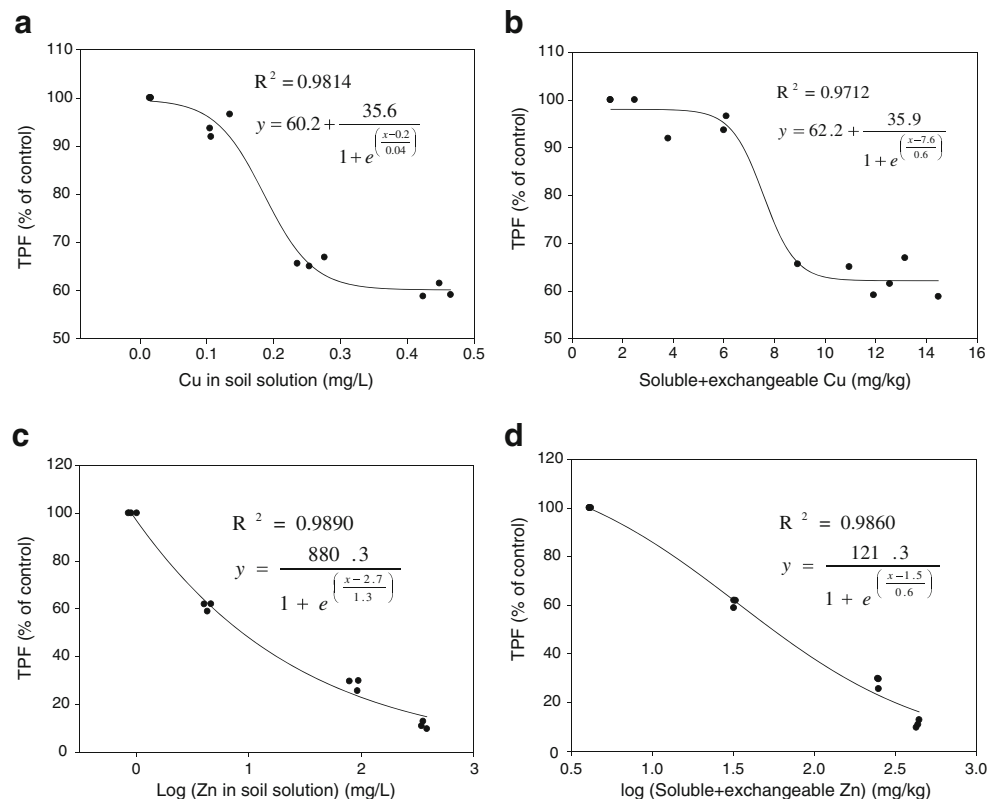 a
110
100
90
80
70
60
50
TPF (% of control)
R² = 0.9814
y = 60.2 + 35.6 / 1 + e^((x−0.2)/0.04)
0.0 0.1 0.2 0.3 0.4 0.5
Cu in soil solution (mg/L)
b
110
100
90
80
70
60
50
TPF (% of control)
R² = 0.9712
y = 62.2 + 35.9 / 1 + e^((x−7.6)/0.6)
0 2 4 6 8 10 12 14 16
Soluble+exchangeable Cu (mg/kg)
c
120
100
80
60
40
20
0
TPF (% of control)
R² = 0.9890
y = 880 .3 / 1 + e^((x−2.7)/1.3)
0 1 2 3
Log (Zn in soil solution) (mg/L)
d
120
100
80
60
40
20
0
TPF (% of control)
R² = 0.9860
y = 121 .3 / 1 + e^((x−1.5)/0.6)
0.5 1.0 1.5 2.0 2.5 3.0
log (Soluble+exchangeable Zn) (mg/kg)